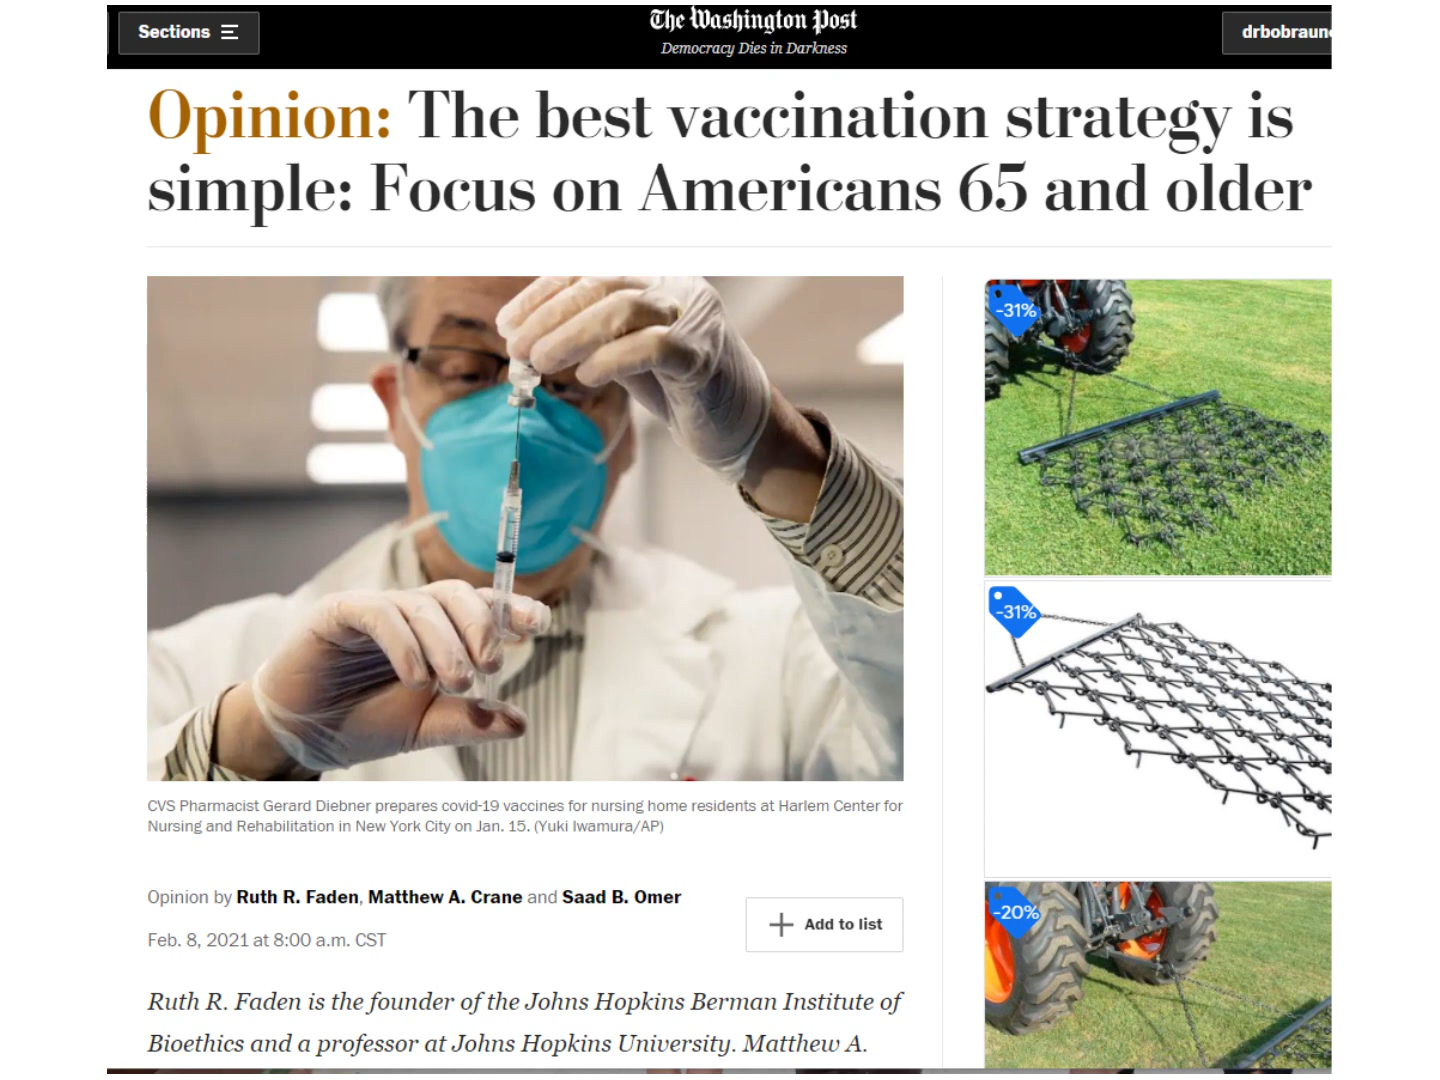 Sections
The Washington Post
Democracy Dies in Darkness
drbobraun
Opinion: The best vaccination strategy is
simple: Focus on Americans 65 and older
-31%
-31%
-20%
CVS Pharmacist Gerard Diebner prepares covid-19 vaccines for nursing home residents at Harlem Center for
Nursing and Rehabilitation in New York City on Jan. 15. (Yuki Iwamura/AP)
Opinion by Ruth R. Faden, Matthew A. Crane and Saad B. Omer
Add to list
Feb. 8, 2021 at 8:00 a.m. CST
Ruth R. Faden is the founder of the Johns Hopkins Berman Institute of
Bioethics and a professor at Johns Hopkins University. Matthew A.